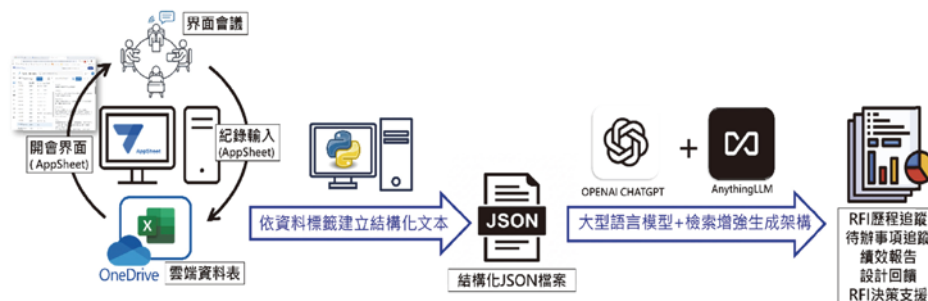 界面會議
開會界面
(AppSheet)
AppSheet
紀錄輸入
(AppSheet)
X
OneDrive
雲端資料表
依資料標籤建立結構化文本
JSON
結構化JSON檔案
OPENAI CHATGPT
+
AnythingLLM
大型語言模型+檢索增強生成架構
RFI歷程追蹤
待辦事項追蹤
績效報告
設計回饋
RFI決策支援